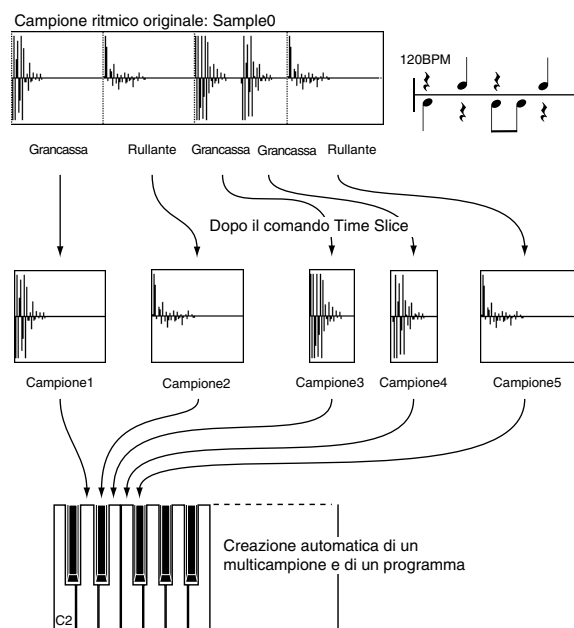 Campione ritmico originale: Sample0
120BPM
Grancassa Rullante Grancassa Grancassa Rullante
Dopo il comando Time Slice
Campione1 Campione2 Campione3 Campione4 Campione5
Creazione automatica di un
multicampione e di un programma
C2